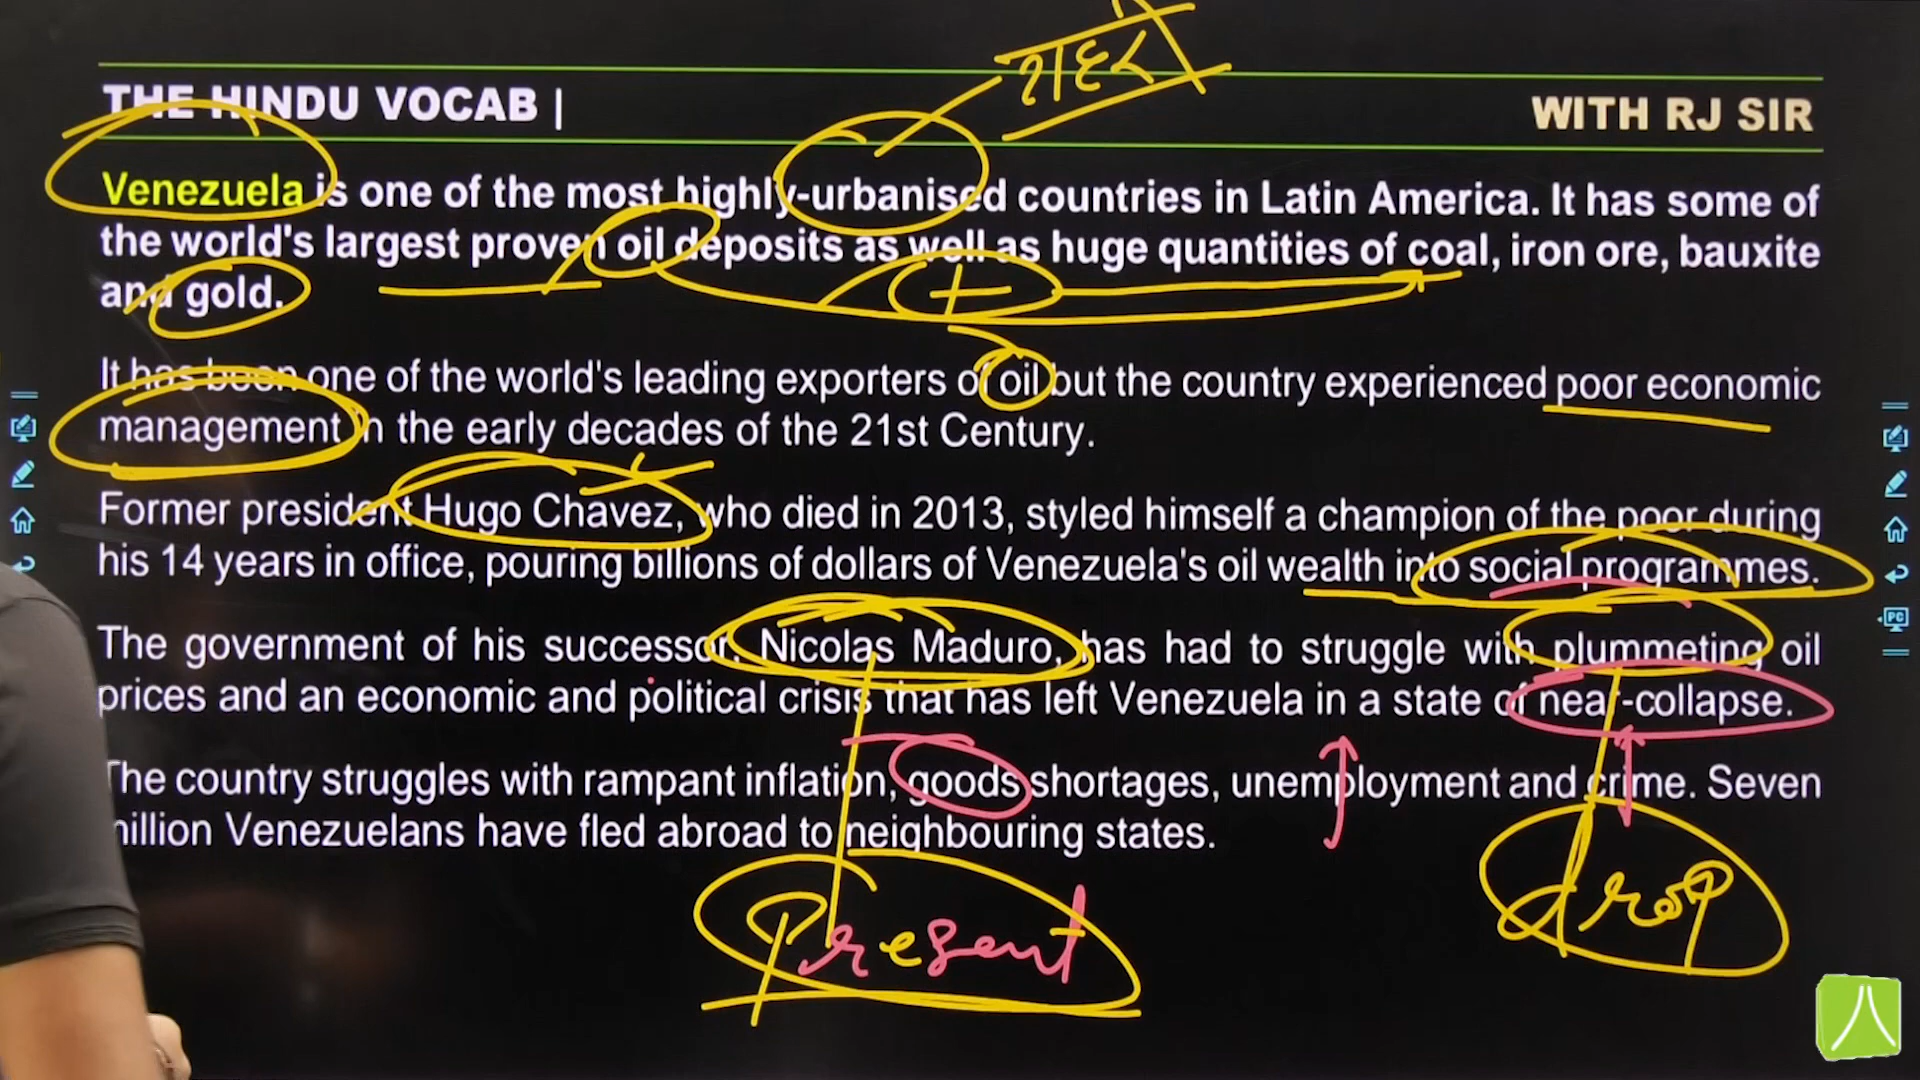 शहर
THE HINDU VOCAB |
WITH RJ SIR
Venezuela is one of the most highly-urbanised countries in Latin America. It has some of
the world's largest proven oil deposits as well as huge quantities of coal, iron ore, bauxite
and gold.
+
It has been one of the world's leading exporters of oil but the country experienced poor economic
management in the early decades of the 21st Century.
Former president Hugo Chavez, who died in 2013, styled himself a champion of the poor during
his 14 years in office, pouring billions of dollars of Venezuela's oil wealth into social programmes.
The government of his successor, Nicolas Maduro, has had to struggle with plummeting oil
prices and an economic and political crisis that has left Venezuela in a state of near-collapse.
The country struggles with rampant inflation, goods shortages, unemployment and crime. Seven
million Venezuelans have fled abroad to neighbouring states.
Present
drop
PC